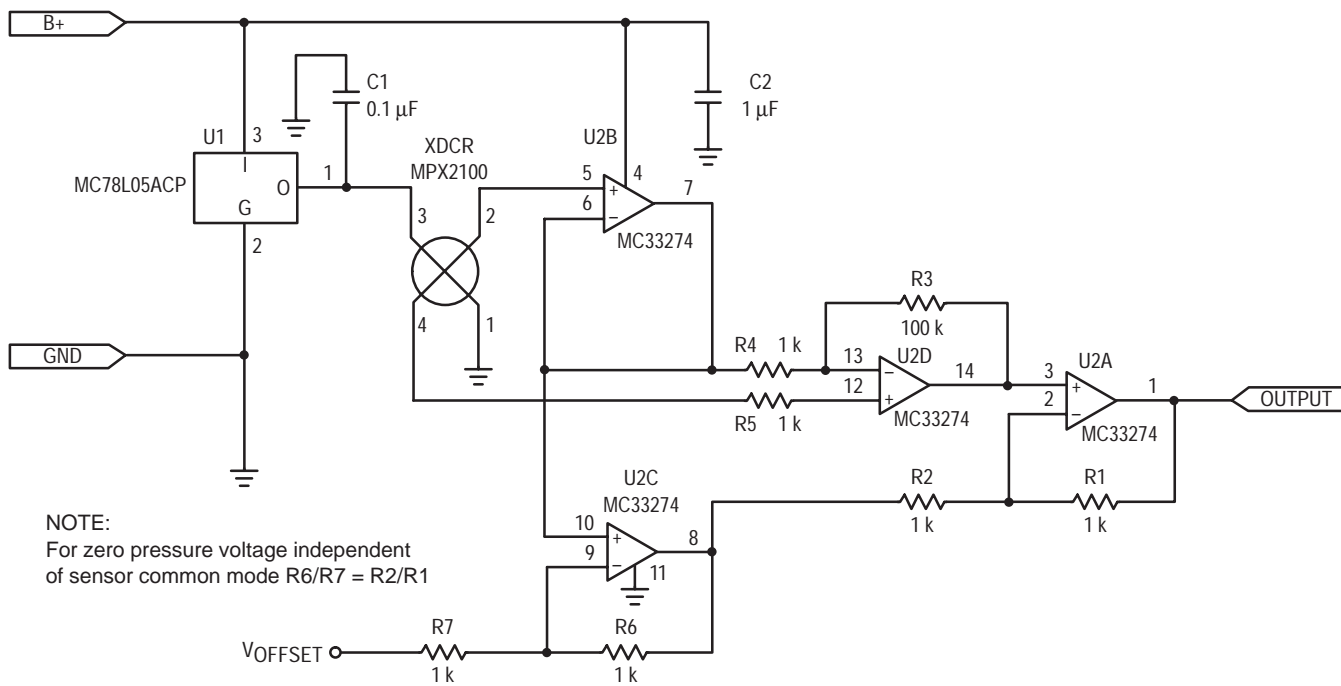 B+
C1
0.1 µF
C2
1 µF
U1
3
I
MC78L05ACP
O
1
G
2
XDCR
MPX2100
3
2
4
1
U2B
5
+
4
7
6
–
MC33274
GND
R3
100 k
R4
1 k
13
–
U2D
14
12
+
MC33274
R5
1 k
U2A
3
+
1
2
–
MC33274
OUTPUT
U2C
MC33274
10
+
8
9
–
11
R2
1 k
R1
1 k
NOTE:
For zero pressure voltage independent
of sensor common mode R6/R7 = R2/R1
VOFFSET
R7
1 k
R6
1 k